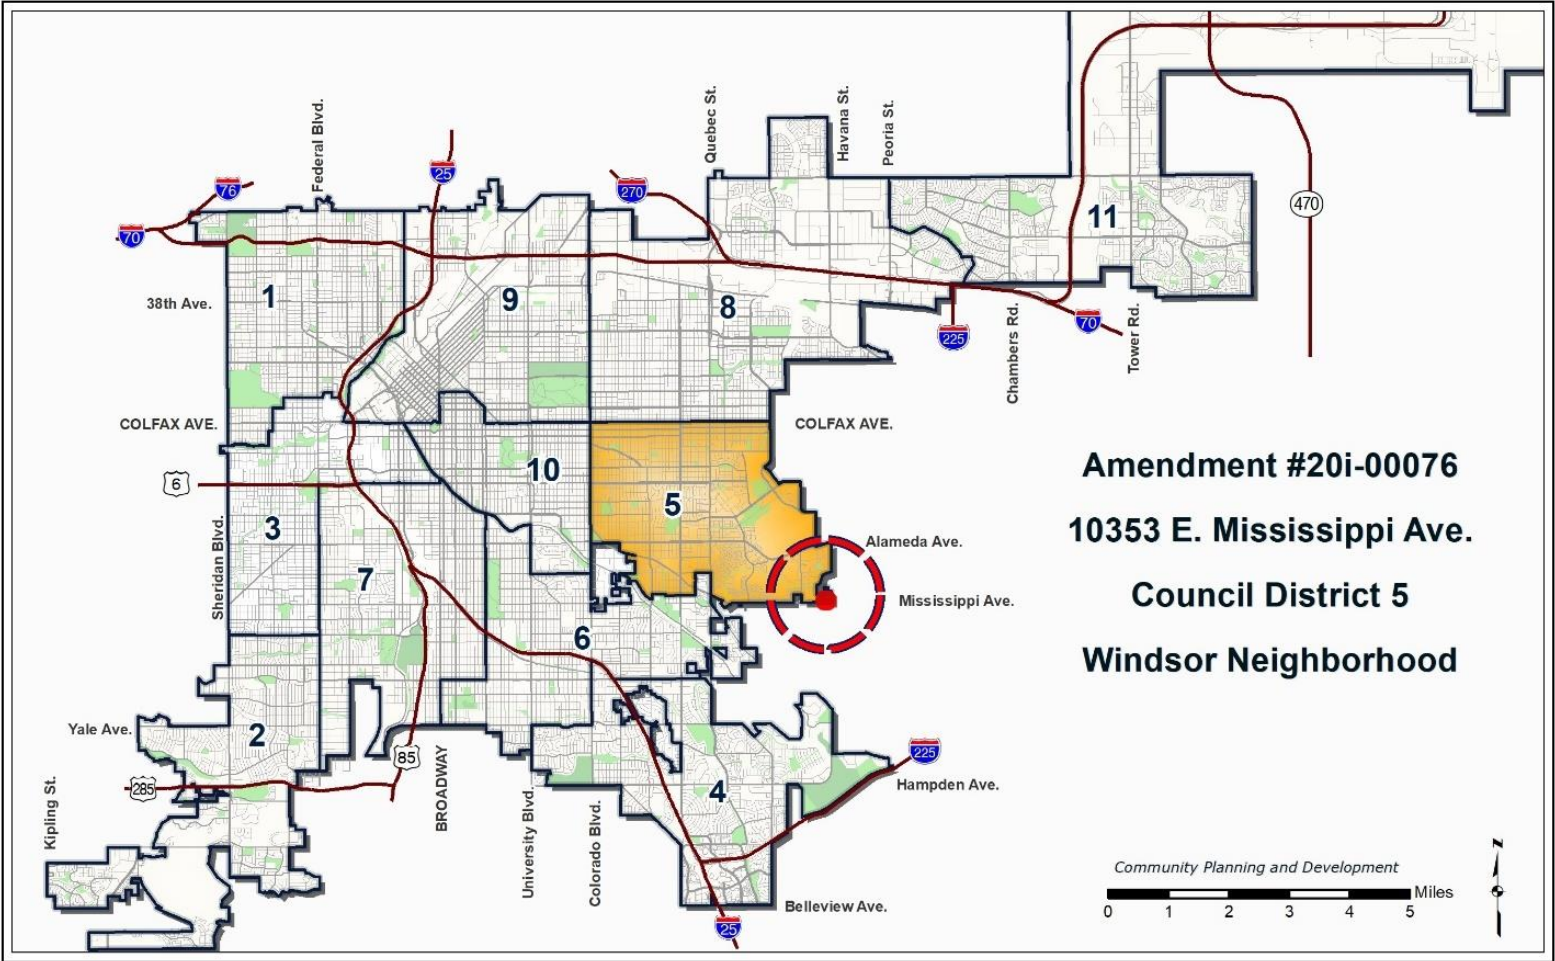 Federal Blvd.
Quebec St.
Havana St.
Peoria St.
76
25
270
70
470
11
38th Ave.
1
9
8
225
70
Chambers Rd.
Tower Rd.
COLFAX AVE.
COLFAX AVE.
6
10
5
3
Sheridan Blvd.
7
6
Alameda Ave.
Mississippi Ave.
Amendment #20i-00076
10353 E. Mississippi Ave.
Council District 5
Windsor Neighborhood
Yale Ave.
2
85
BROADWAY
285
Kipling St.
University Blvd.
Colorado Blvd.
4
225
Hampden Ave.
Belleview Ave.
25
Community Planning and Development
Miles
0 1 2 3 4 5
z